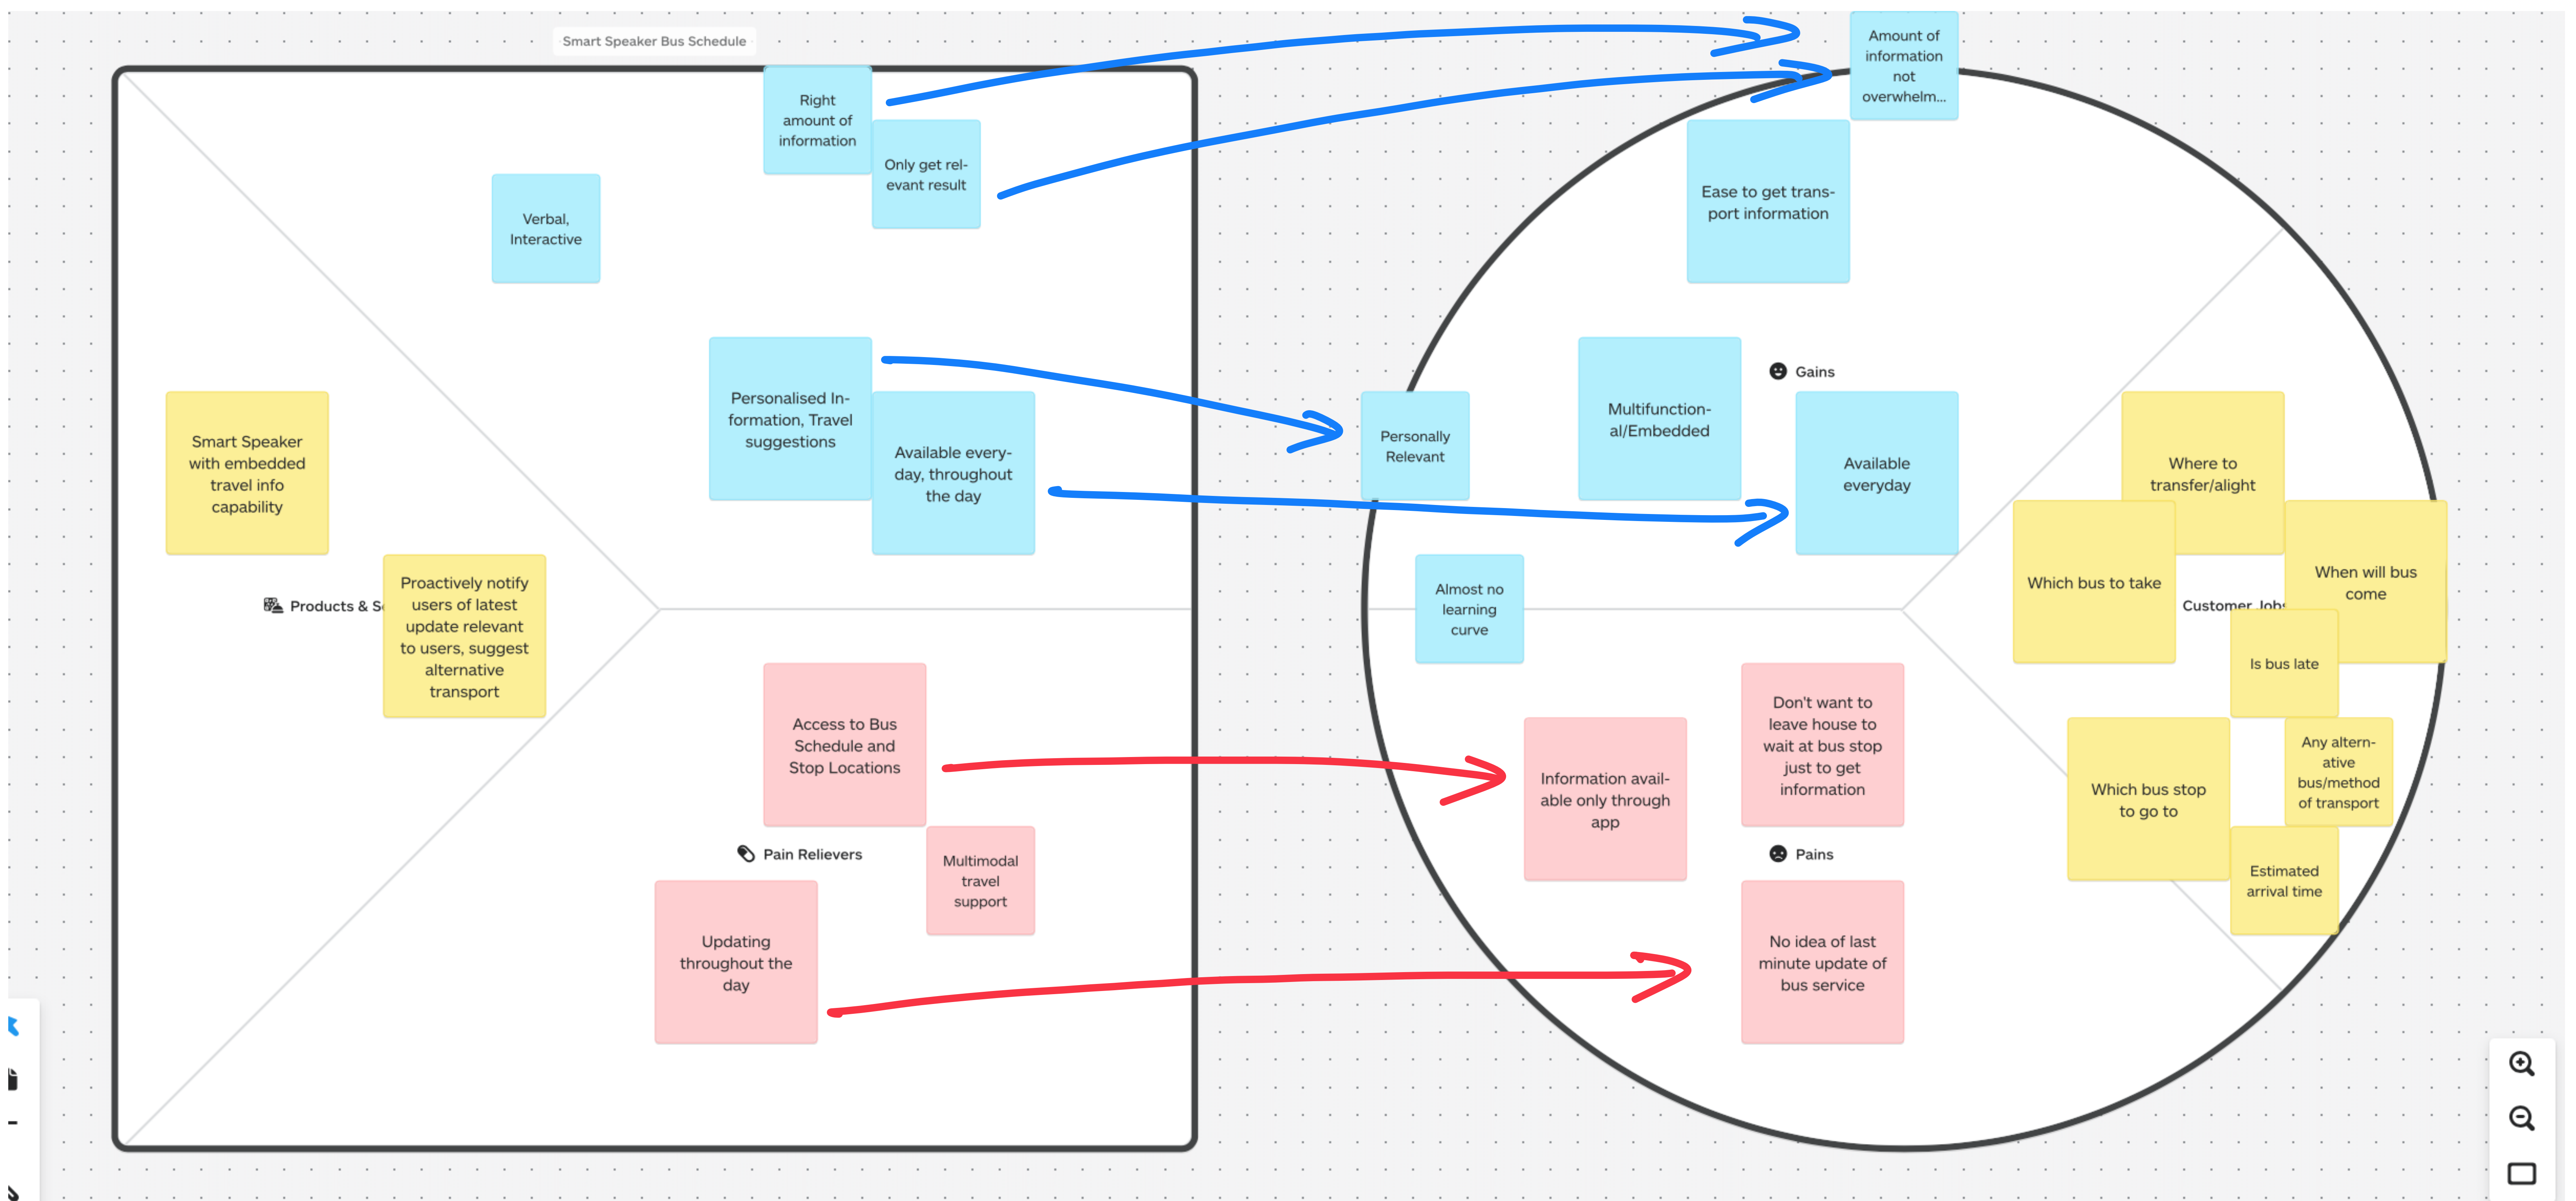 Smart Speaker Bus Schedule
Right
amount of
information
Only get rel-
evant result
Verbal,
Interactive
Personalised In-
formation, Travel
suggestions
Available every-
day, throughout
the day
Smart Speaker
with embedded
travel info
capability
Products & S
Proactively notify
users of latest
update relevant
to users, suggest
alternative
transport
Access to Bus
Schedule and
Stop Locations
Pain Relievers
Multimodal
travel
support
Updating
throughout the
day
Amount of
information
not
overwhelm...
Ease to get trans-
port information
Gains
Multifunction-
al/Embedded
Personally
Relevant
Available
everyday
Almost no
learning
curve
Don't want to
leave house to
wait at bus stop
just to get
information
Information avail-
able only through
app
Pains
No idea of last
minute update of
bus service
Where to
transfer/alight
Which bus to take
When will bus
come
Customer Jobs
Is bus late
Which bus stop
to go to
Any altern-
ative
bus/method
of transport
Estimated
arrival time